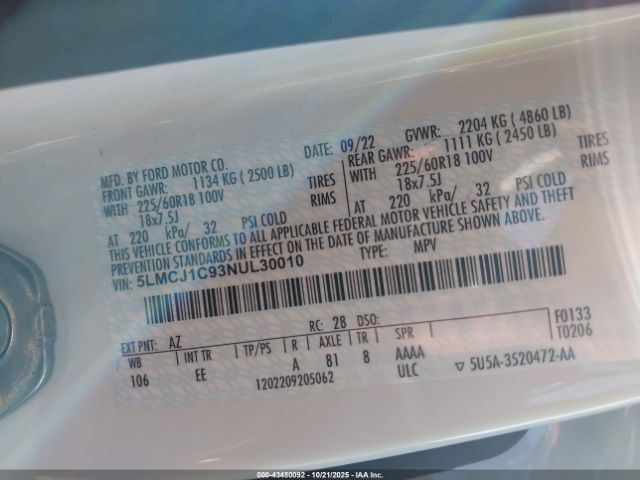 MFD. BY FORD MOTOR CO.
DATE: 09/22 GVWR: 2204 KG ( 4860 LB)
FRONT GAWR: 1134 KG ( 2500 LB) REAR GAWR: 1111 KG ( 2450 LB)
WITH 225/60R18 100V TIRES WITH 225/60R18 100V TIRES
18x7.5J RIMS 18x7.5J RIMS
AT 220 kPa/ 32 PSI COLD AT 220 kPa/ 32 PSI COLD
THIS VEHICLE CONFORMS TO ALL APPLICABLE FEDERAL MOTOR VEHICLE SAFETY AND THEFT
PREVENTION STANDARDS IN EFFECT ON THE DATE OF MANUFACTURE SHOWN ABOVE.
VIN: 5LMCJ1C93NUL30010 TYPE: MPV
EXT PNT: AZ RC: 28 DSO: F0133
WB INT TR TP/PS R AXLE TR SPR T0206
106 EE A 81 8 AAAA
1202209205062 ULC ▽ 5U5A-3520472-AA
00-43480092 - 10/21/2025 - IAA Inc.